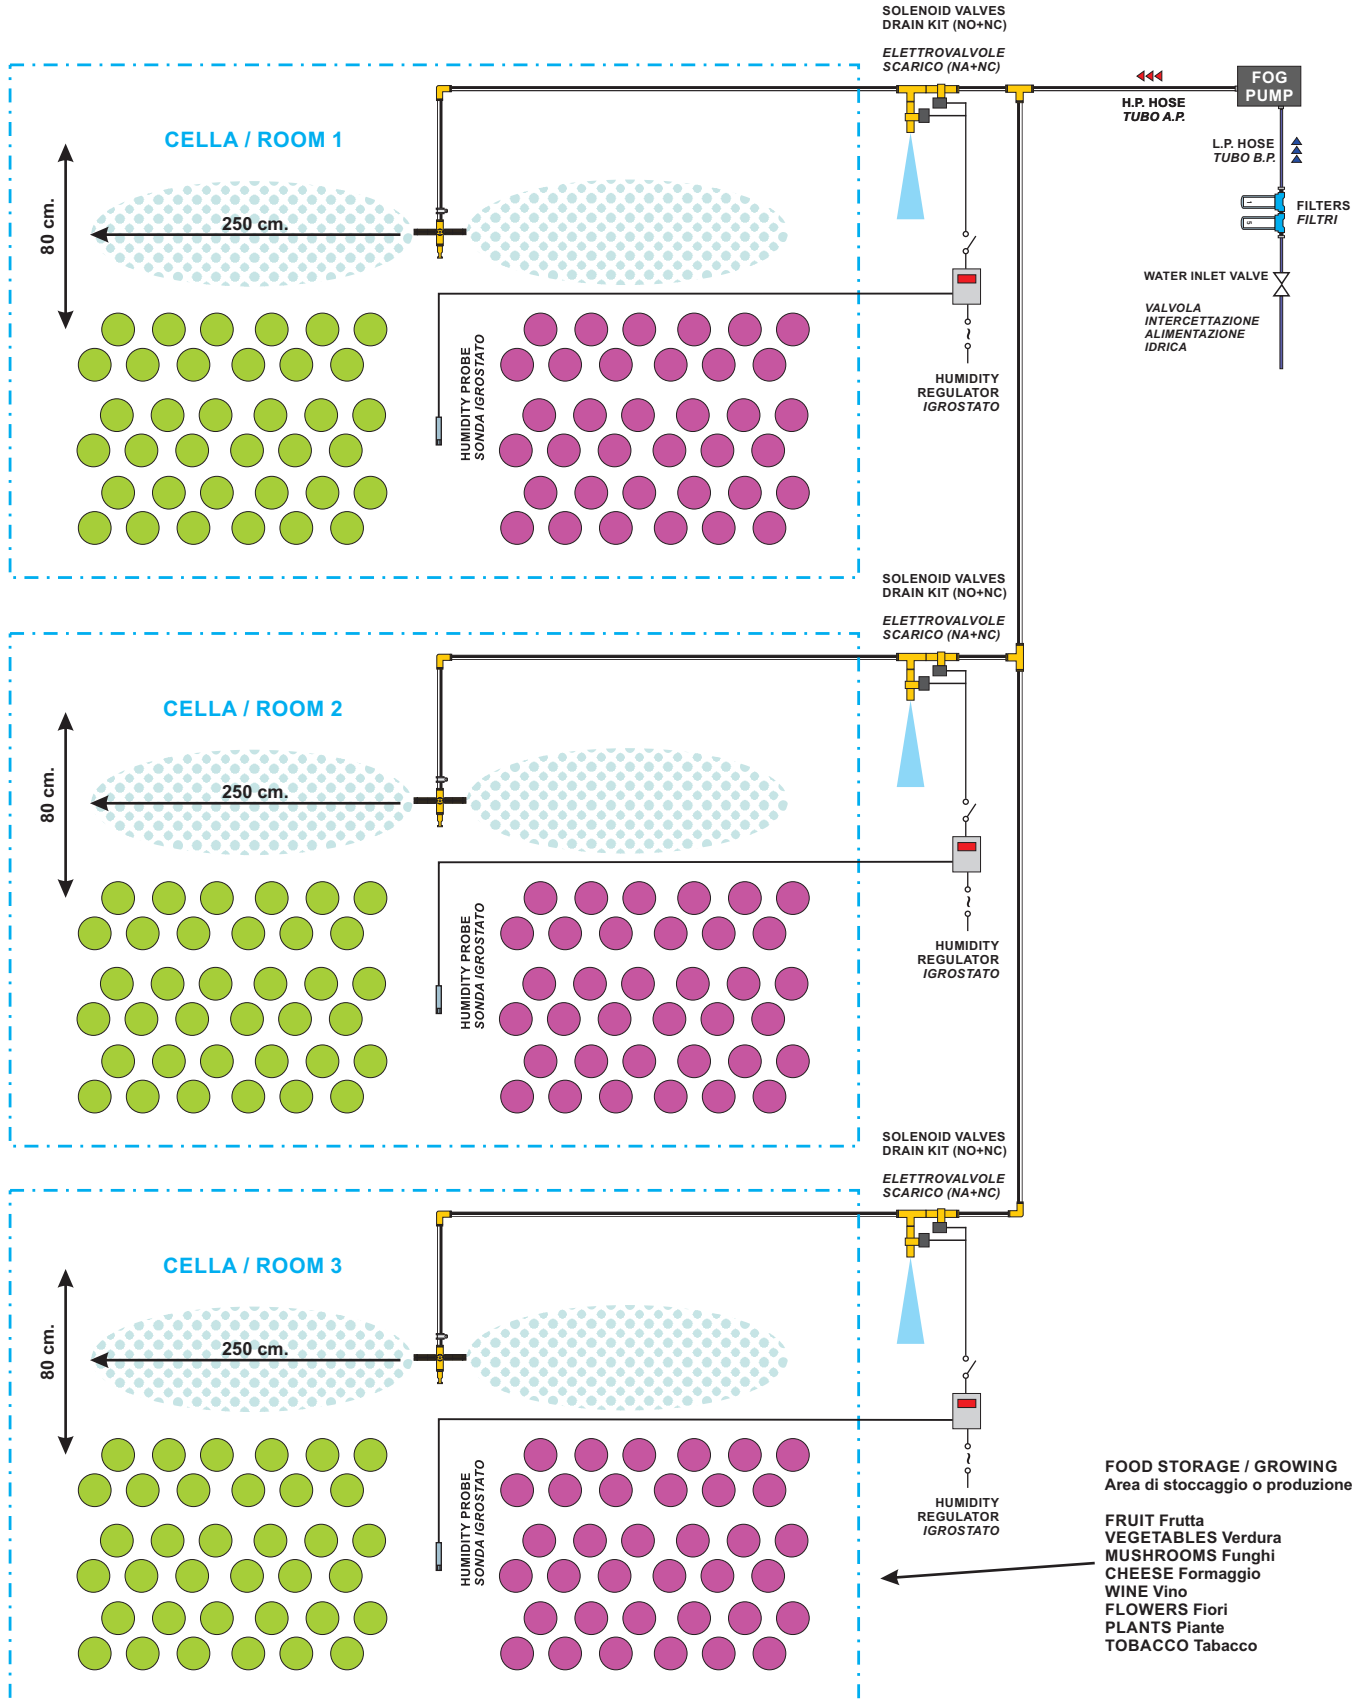 SOLENOID VALVES
DRAIN KIT (NO+NC)
ELETTROVALVOLE
SCARICO (NA+NC)
FOG
PUMP
H.P. HOSE
TUBO A.P.
L.P. HOSE
TUBO B.P.
1
5
FILTERS
FILTRI
WATER INLET VALVE
VALVOLA
INTERCETTAZIONE
ALIMENTAZIONE
IDRICA
CELLA / ROOM 1
80 cm.
250 cm.
HUMIDITY PROBE
SONDA IGROSTATO
HUMIDITY
REGULATOR
IGROSTATO
SOLENOID VALVES
DRAIN KIT (NO+NC)
ELETTROVALVOLE
SCARICO (NA+NC)
CELLA / ROOM 2
80 cm.
250 cm.
HUMIDITY PROBE
SONDA IGROSTATO
HUMIDITY
REGULATOR
IGROSTATO
SOLENOID VALVES
DRAIN KIT (NO+NC)
ELETTROVALVOLE
SCARICO (NA+NC)
CELLA / ROOM 3
80 cm.
250 cm.
HUMIDITY PROBE
SONDA IGROSTATO
HUMIDITY
REGULATOR
IGROSTATO
FOOD STORAGE / GROWING
Area di stoccaggio o produzione
FRUIT Frutta
VEGETABLES Verdura
MUSHROOMS Funghi
CHEESE Formaggio
WINE Vino
FLOWERS Fiori
PLANTS Piante
TOBACCO Tabacco